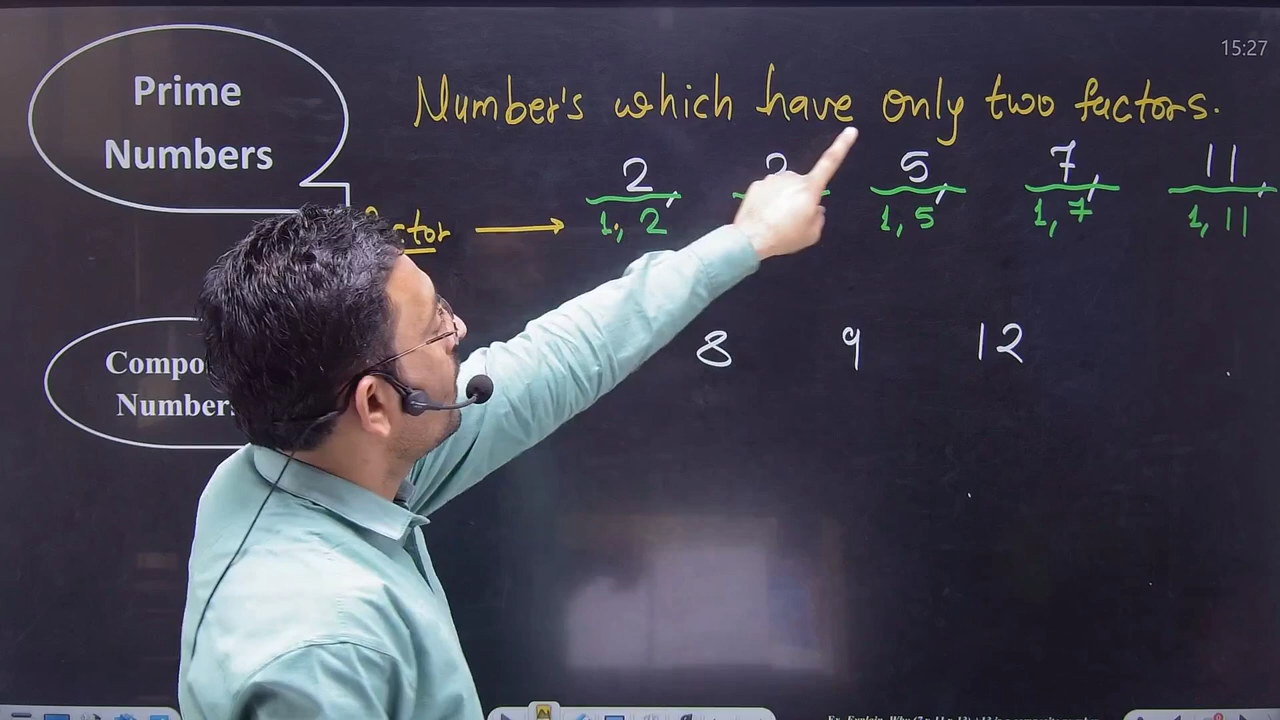 15:27
Prime
Numbers
Number's which have only two factors.
2, 5, 7, 11,
1, 2 1, 5 1, 7 1, 11
8 9 12